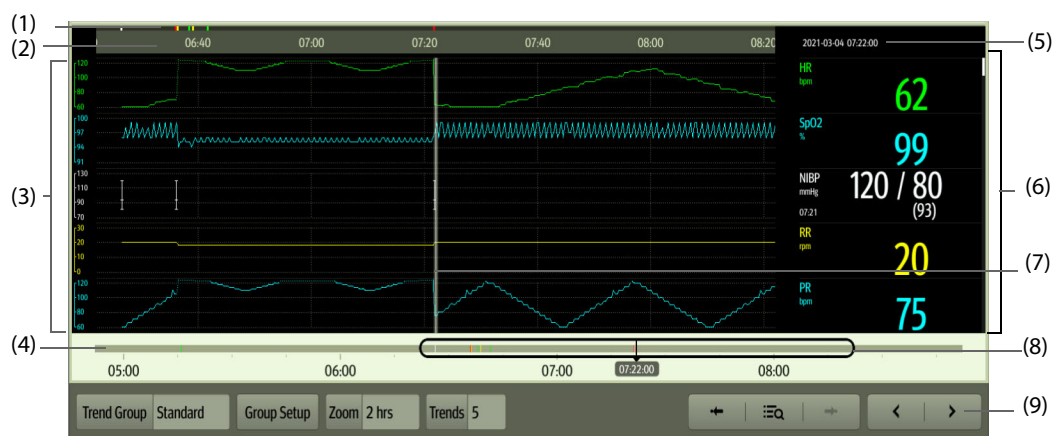 (1)
(2) 06:40 07:00 07:20 07:40 08:00 08:20 2021-03-04 07:22:00 (5)
120 HR
100 bpm 62
80
60
100 SpO2
97 % 99
94
91
(3) 130 NIBP 120 / 80 (6)
110 mmHg
90 07:21 (93)
70
30 RR
20 rpm 20
10
0 (7)
120 PR
100 bpm 75
80
60
(4) (8)
05:00 06:00 07:00 07:22:00 08:00
Trend Group Standard Group Setup Zoom 2 hrs Trends 5 (9)